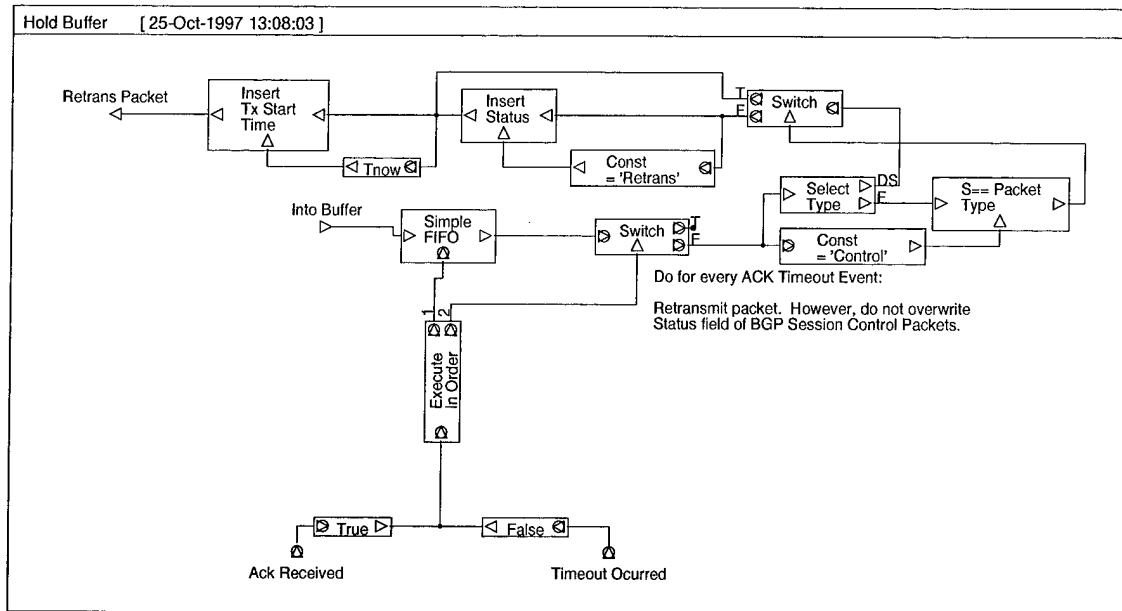 Hold Buffer [ 25-Oct-1997 13:08:03 ]
Retrans Packet
Insert
Tx Start
Time
Insert
Status
T
F
Switch
Tnow
Const
= 'Retrans'
Select
Type
DS
F
S== Packet
Type
Into Buffer
Simple
FIFO
Switch
T
F
Const
= 'Control'
Do for every ACK Timeout Event:
Retransmit packet. However, do not overwrite
Status field of BGP Session Control Packets.
1
2
Execute
In Order
True
False
Ack Received
Timeout Ocurred